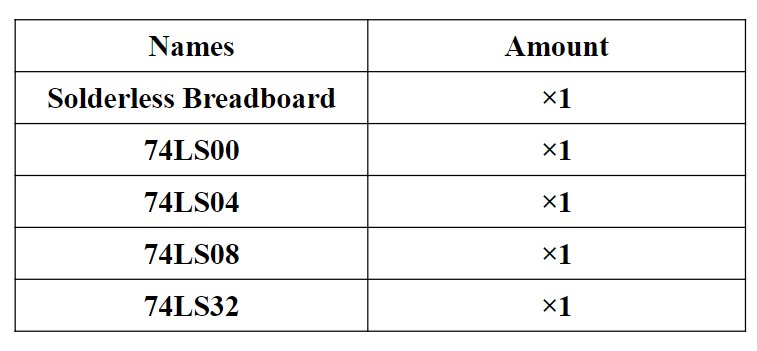 Names Amount
Solderless Breadboard ×1
74LS00 ×1
74LS04 ×1
74LS08 ×1
74LS32 ×1